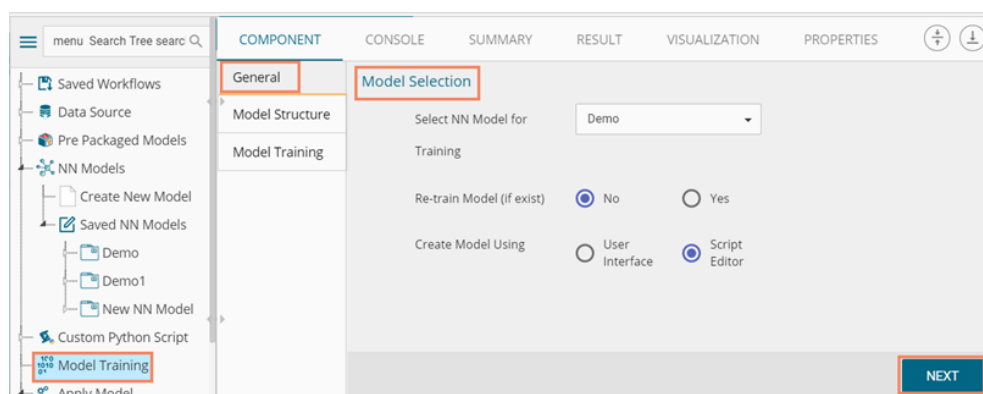 menu Search Tree searc
COMPONENT CONSOLE SUMMARY RESULT VISUALIZATION PROPERTIES
Saved Workflows
Data Source
Pre Packaged Models
NN Models
Create New Model
Saved NN Models
Demo
Demo1
New NN Model
Custom Python Script
Model Training
Apply Model
General
Model Structure
Model Training
Model Selection
Select NN Model for
Training
Demo
Re-train Model (if exist)
No Yes
Create Model Using
User
Interface
Script
Editor
NEXT